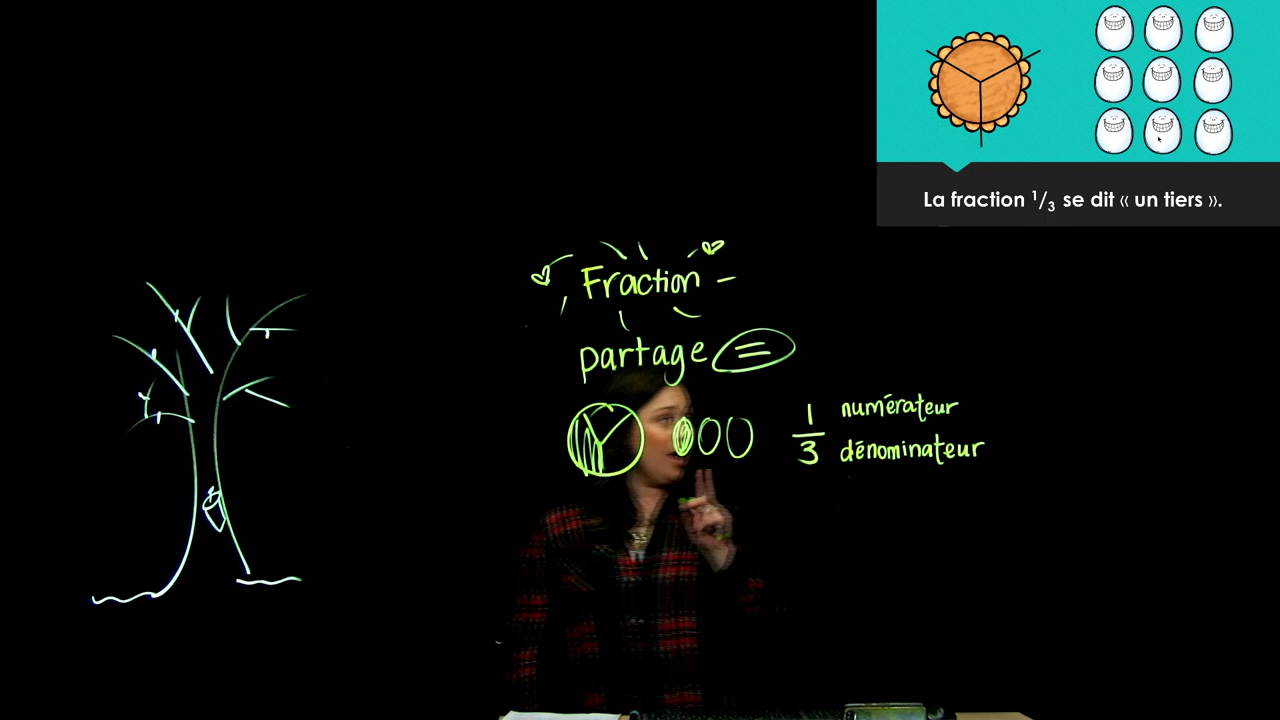 La fraction 1/3 se dit « un tiers ».
Fraction
partage =
1/3
numérateur
dénominateur